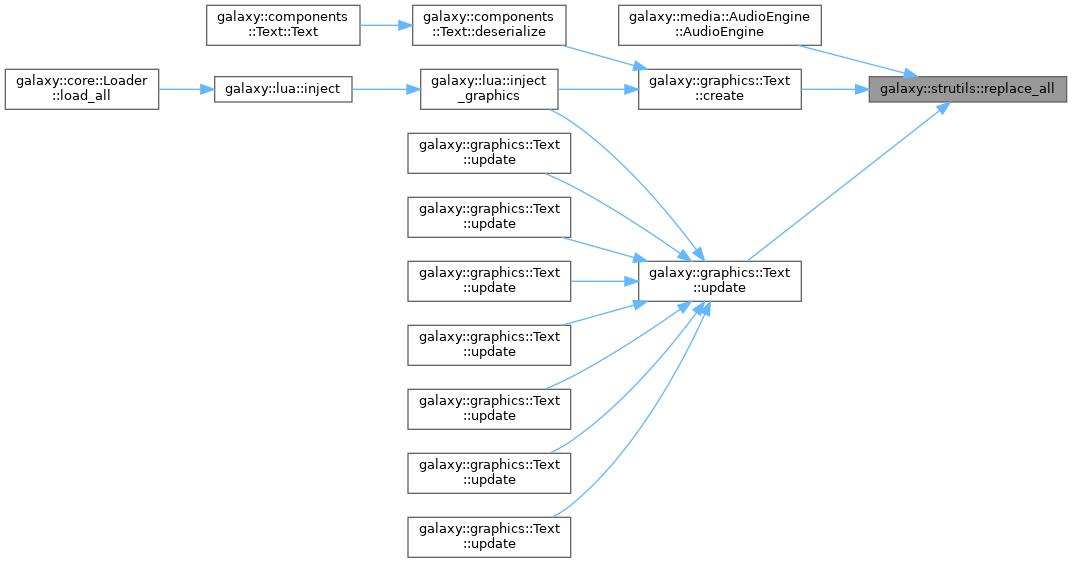 galaxy::components
::Text::Text
galaxy::components
::Text::deserialize
galaxy::media::AudioEngine
::AudioEngine
galaxy::core::Loader
::load_all
galaxy::lua::inject
galaxy::lua::inject
_graphics
galaxy::graphics::Text
::create
galaxy::strutils::replace_all
galaxy::graphics::Text
::update
galaxy::graphics::Text
::update
galaxy::graphics::Text
::update
galaxy::graphics::Text
::update
galaxy::graphics::Text
::update
galaxy::graphics::Text
::update
galaxy::graphics::Text
::update
galaxy::graphics::Text
::update